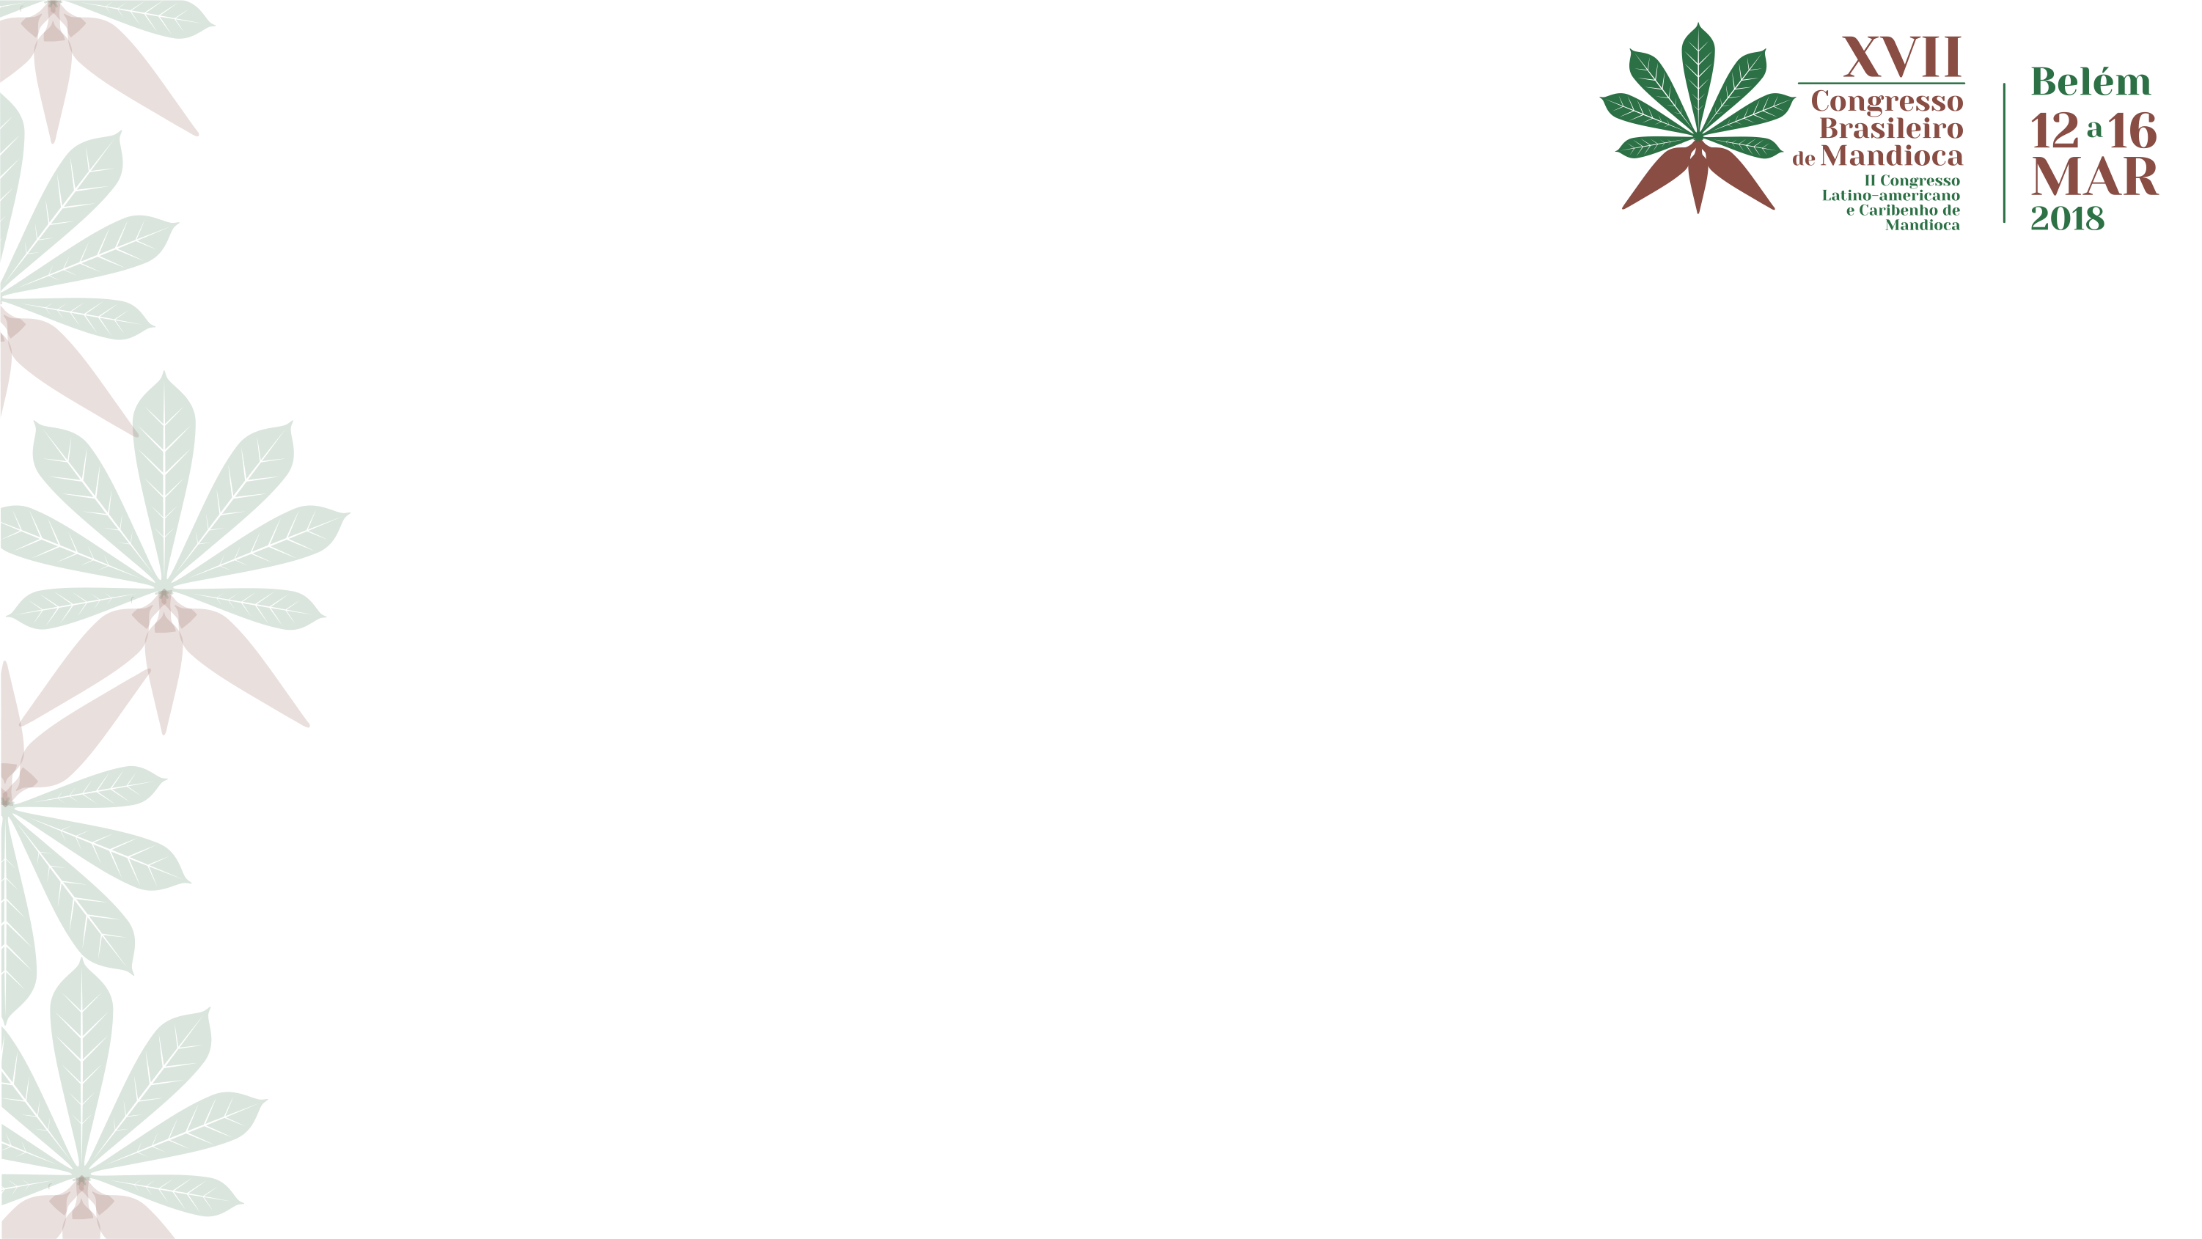 XVII
Congresso
Brasileiro
de Mandioca
II Congresso
Latino-americano
e Caribenho de
Mandioca
Belém
12 a 16
MAR
2018